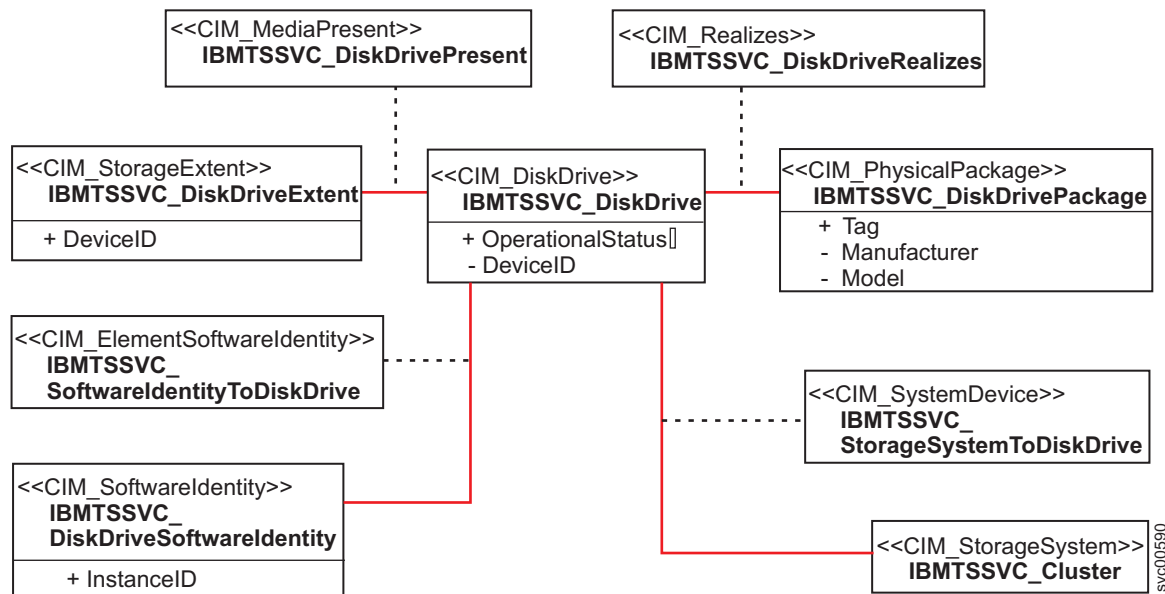 <<CIM_MediaPresent>>
IBMTSSVC_DiskDrivePresent
<<CIM_Realizes>>
IBMTSSVC_DiskDriveRealizes
<<CIM_StorageExtent>>
IBMTSSVC_DiskDriveExtent
+ DeviceID
<<CIM_DiskDrive>>
IBMTSSVC_DiskDrive
+ OperationalStatus[]
- DeviceID
<<CIM_PhysicalPackage>>
IBMTSSVC_DiskDrivePackage
+ Tag
- Manufacturer
- Model
<<CIM_ElementSoftwareIdentity>>
IBMTSSVC_
SoftwareIdentityToDiskDrive
<<CIM_SystemDevice>>
IBMTSSVC_
StorageSystemToDiskDrive
<<CIM_SoftwareIdentity>>
IBMTSSVC_
DiskDriveSoftwareIdentity
+ InstanceID
<<CIM_StorageSystem>>
IBMTSSVC_Cluster
svc00590